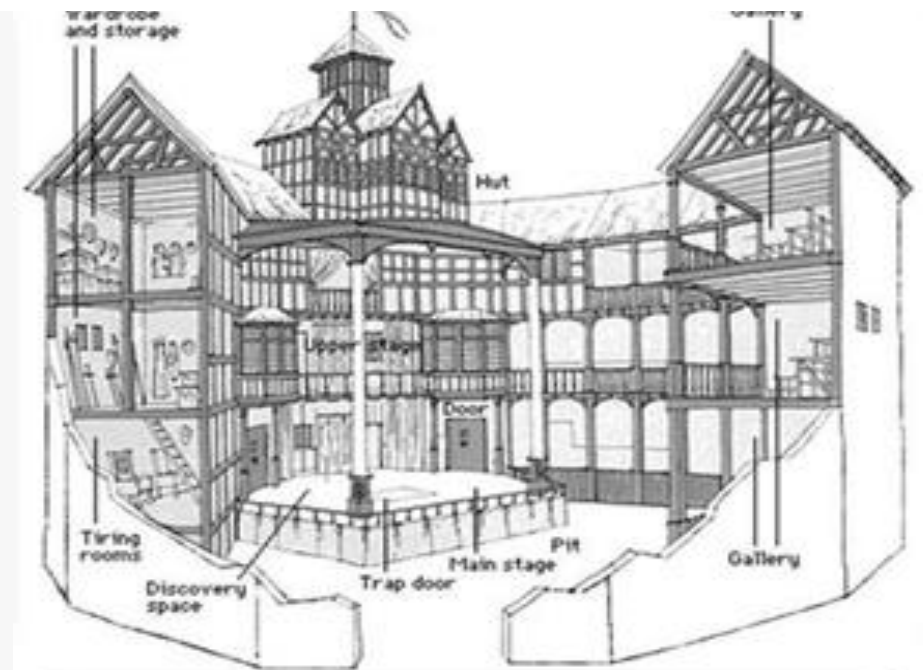 Wardrobe
and storage
Gallery
Hut
Upper stage
Door
Tiring
rooms
Discovery
space
Trap door
Main stage
Pit
Gallery